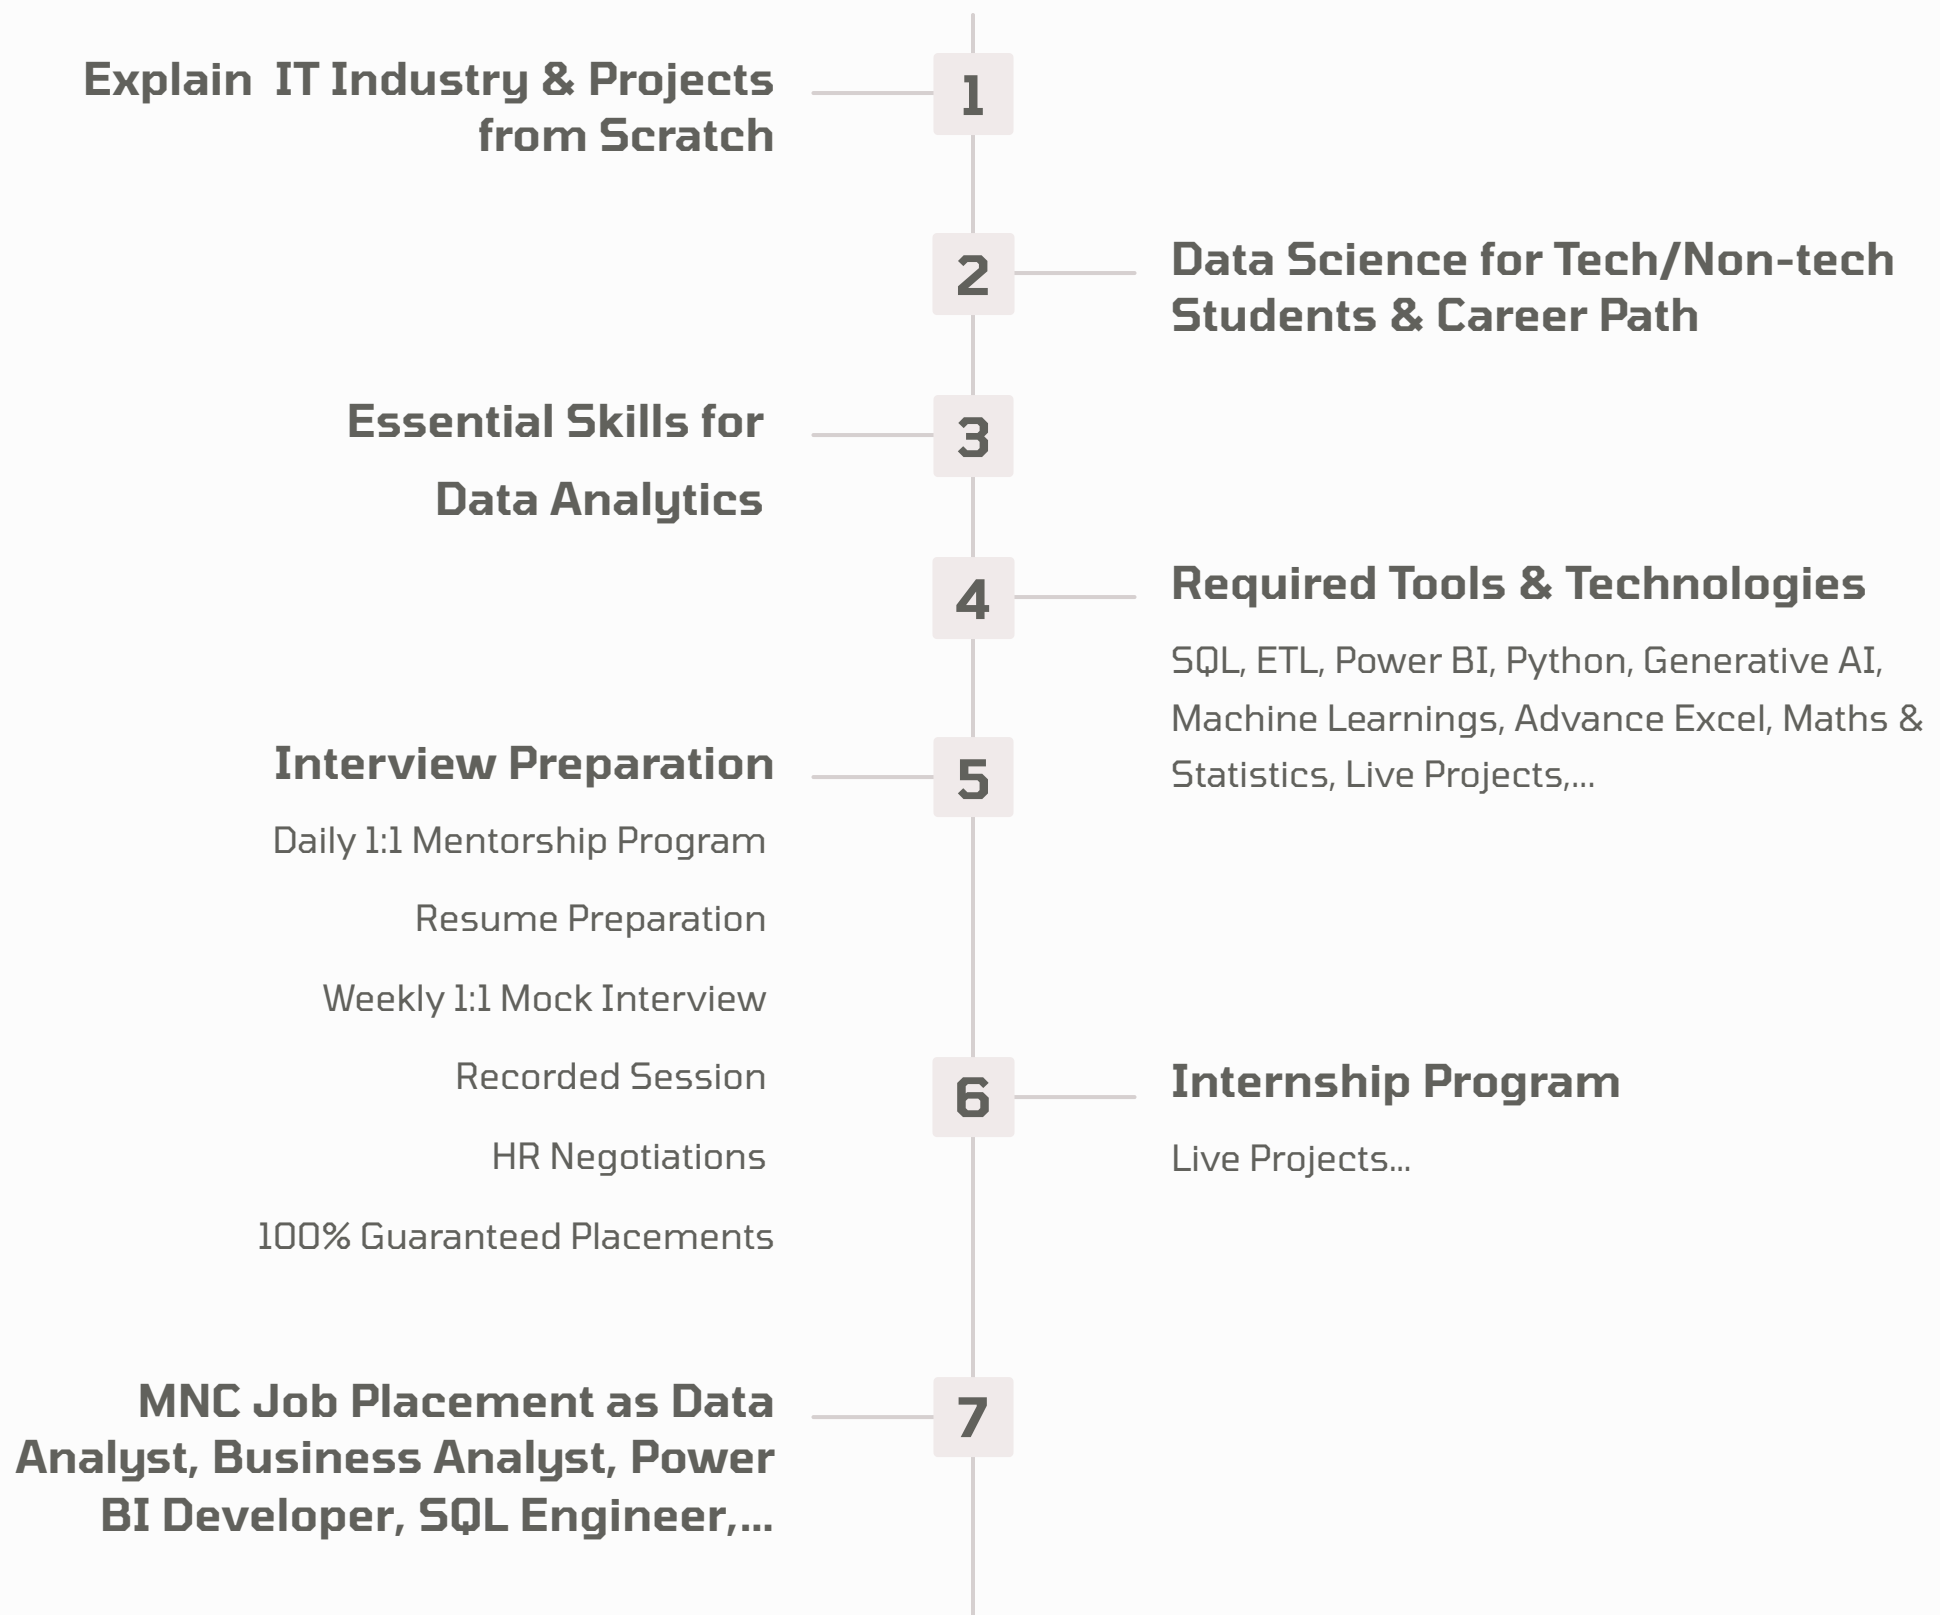 1
Explain  IT Industry & Projects
from Scratch
2
Data Science for Tech/Non-tech
Students & Career Path
3
Essential Skills for
Data Analytics
4
Required Tools & Technologies
SQL, ETL, Power BI, Python, Generative AI,
Machine Learnings, Advance Excel, Maths &
Statistics, Live Projects,...
5
Interview Preparation
Daily 1:1 Mentorship Program
Resume Preparation
Weekly 1:1 Mock Interview
Recorded Session
HR Negotiations
100% Guaranteed Placements
6
Internship Program
Live Projects...
7
MNC Job Placement as Data
Analyst, Business Analyst, Power
BI Developer, SQL Engineer,...